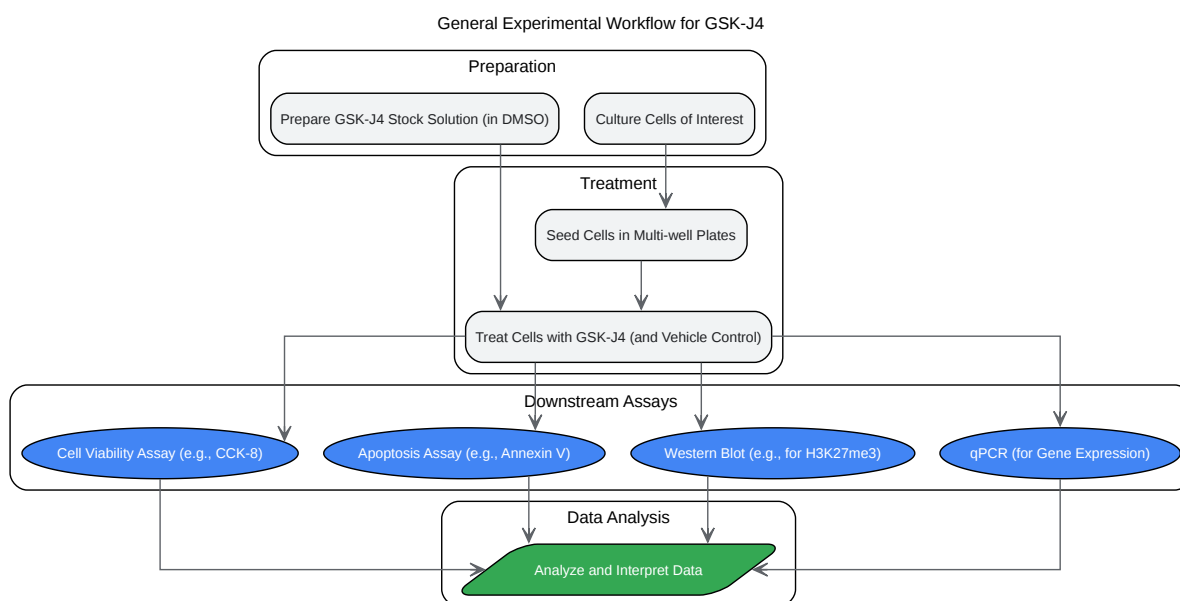 General Experimental Workflow for GSK-J4
Preparation
Prepare GSK-J4 Stock Solution (in DMSO)
Culture Cells of Interest
Treatment
Seed Cells in Multi-well Plates
Treat Cells with GSK-J4 (and Vehicle Control)
Downstream Assays
Cell Viability Assay (e.g., CCK-8)
Apoptosis Assay (e.g., Annexin V)
Western Blot (e.g., for H3K27me3)
qPCR (for Gene Expression)
Data Analysis
Analyze and Interpret Data